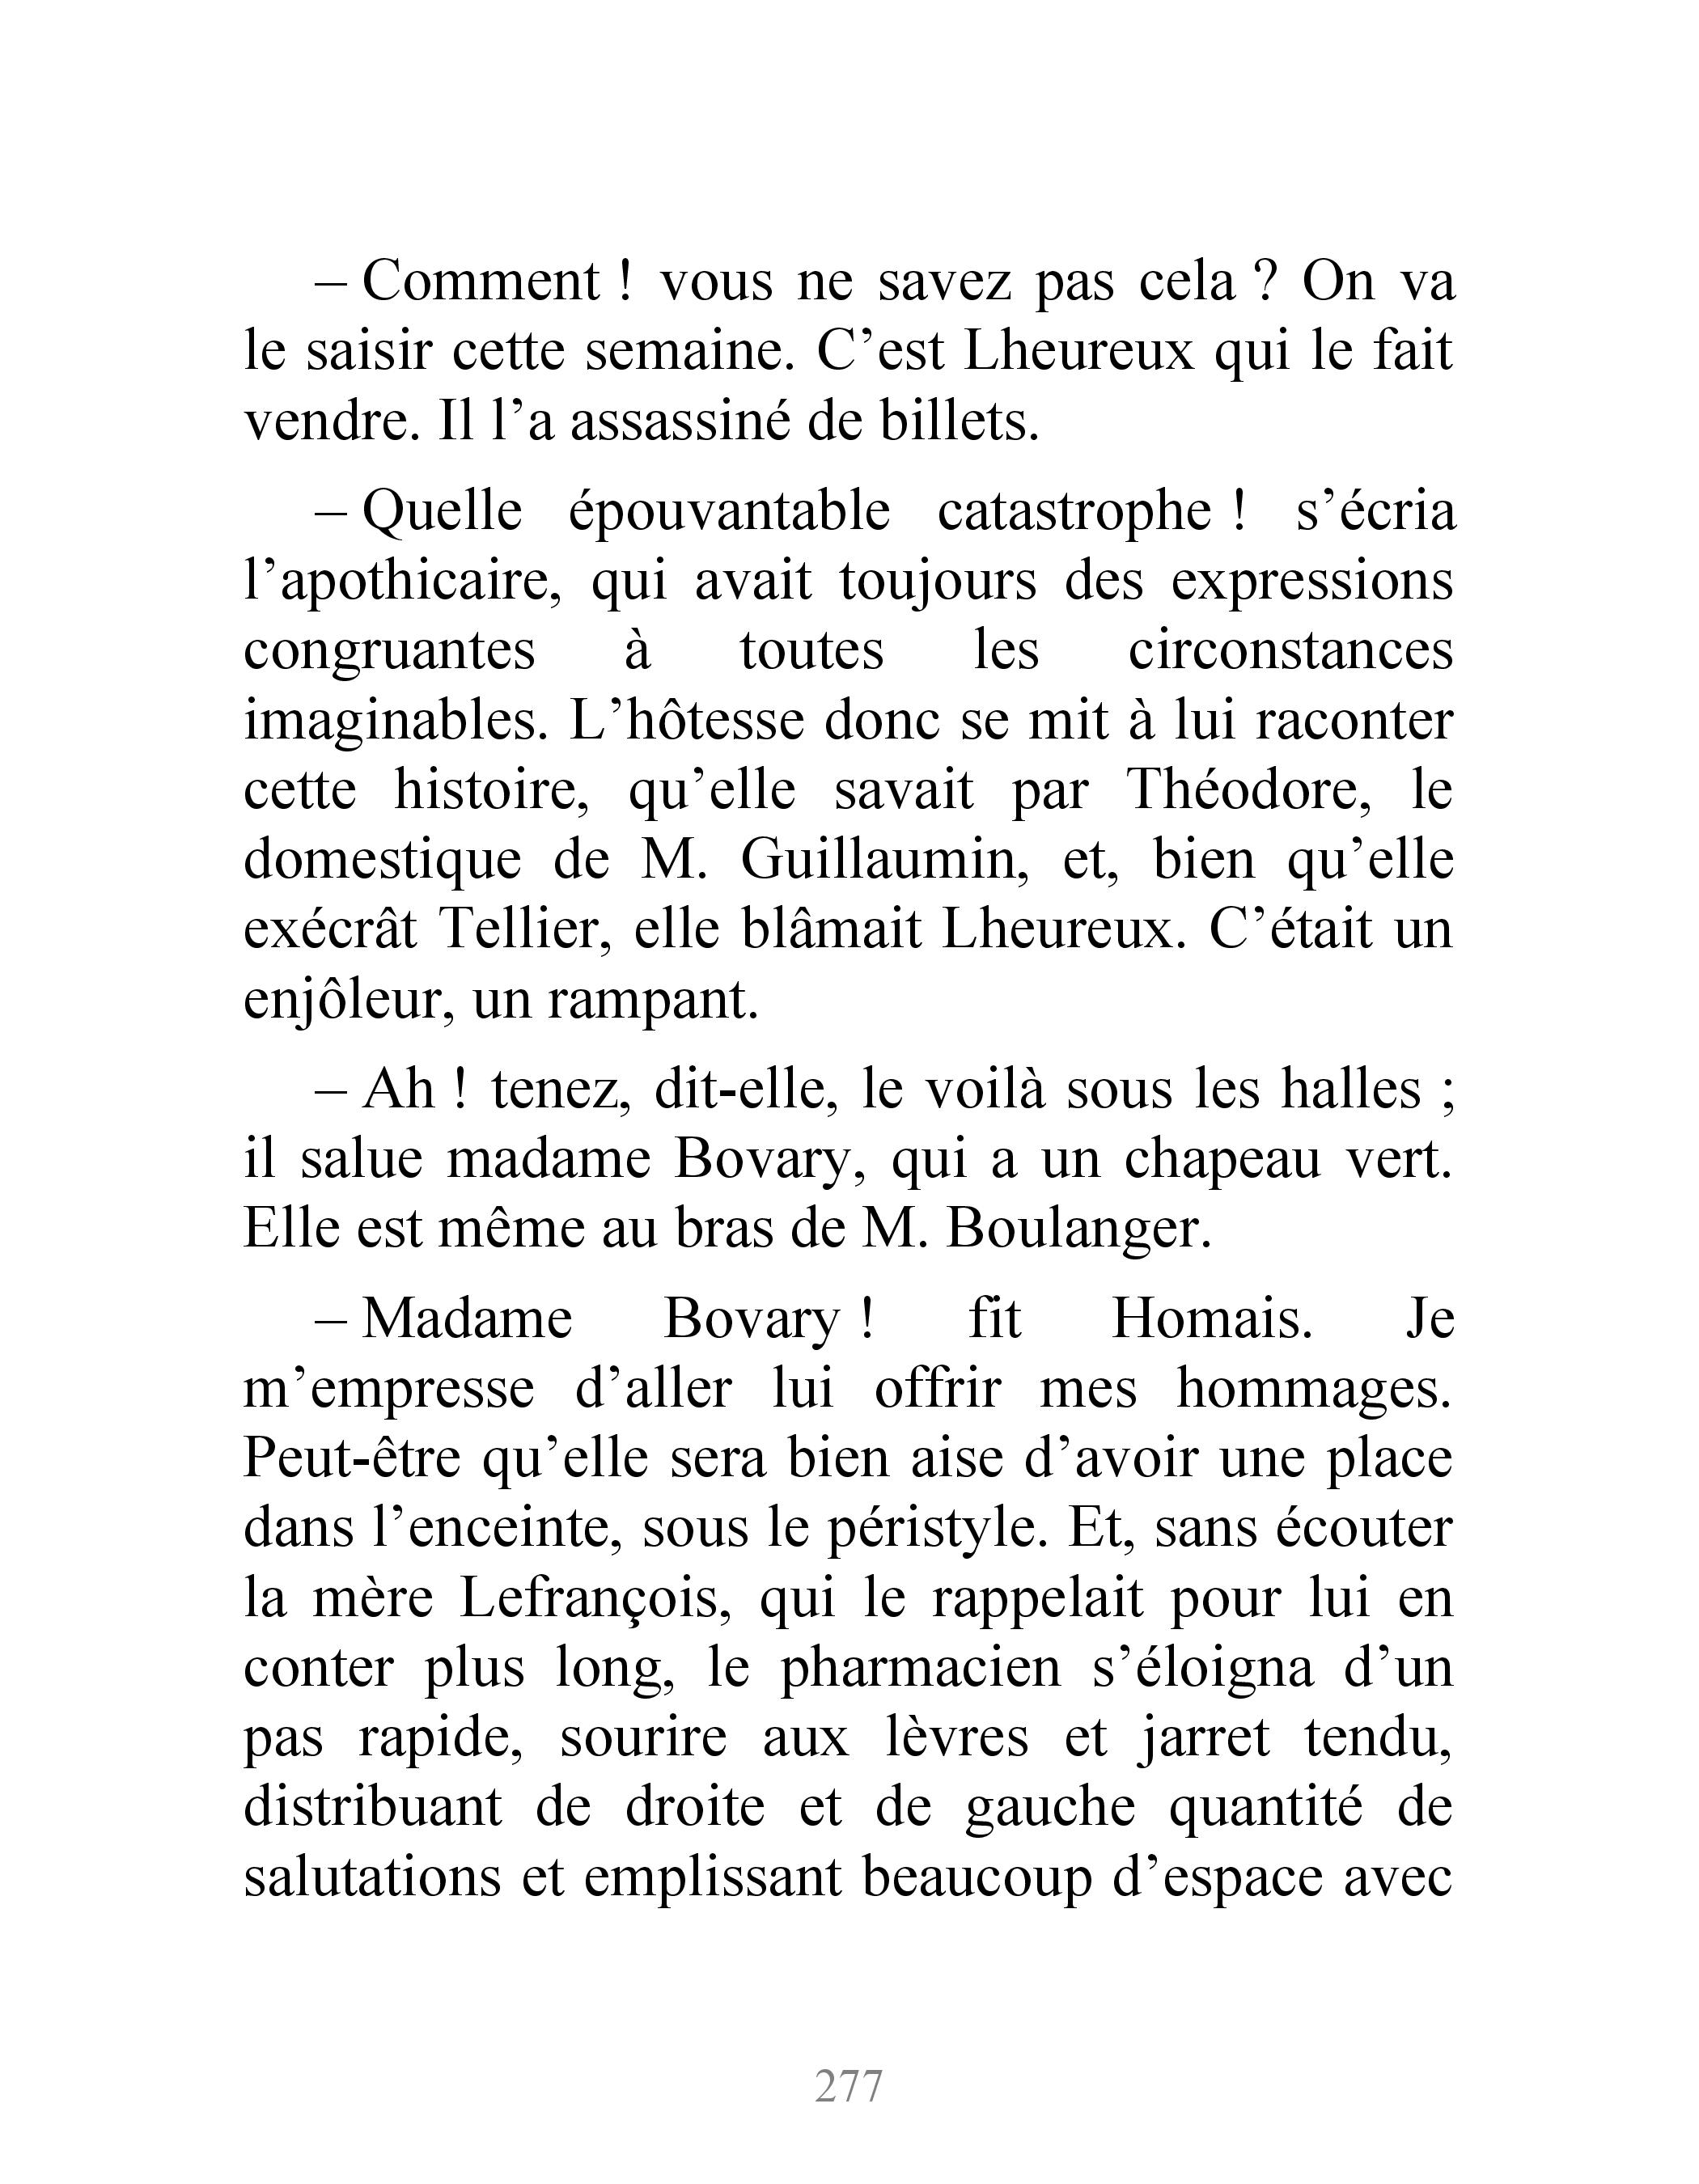 – Comment ! vous ne savez pas cela ? On va
le saisir cette semaine. C’est Lheureux qui le fait
vendre. Il l’a assassiné de billets.
– Quelle épouvantable catastrophe ! s’écria
l’apothicaire, qui avait toujours des expressions
congruantes à toutes les circonstances
imaginables. L’hôtesse donc se mit à lui raconter
cette histoire, qu’elle savait par Théodore, le
domestique de M. Guillaumin, et, bien qu’elle
exécrât Tellier, elle blâmait Lheureux. C’était un
enjôleur, un rampant.
– Ah ! tenez, dit-elle, le voilà sous les halles ;
il salue madame Bovary, qui a un chapeau vert.
Elle est même au bras de M. Boulanger.
– Madame Bovary ! fit Homais. Je
m’empresse d’aller lui offrir mes hommages.
Peut-être qu’elle sera bien aise d’avoir une place
dans l’enceinte, sous le péristyle. Et, sans écouter
la mère Lefrançois, qui le rappelait pour lui en
conter plus long, le pharmacien s’éloigna d’un
pas rapide, sourire aux lèvres et jarret tendu,
distribuant de droite et de gauche quantité de
salutations et emplissant beaucoup d’espace avec
277